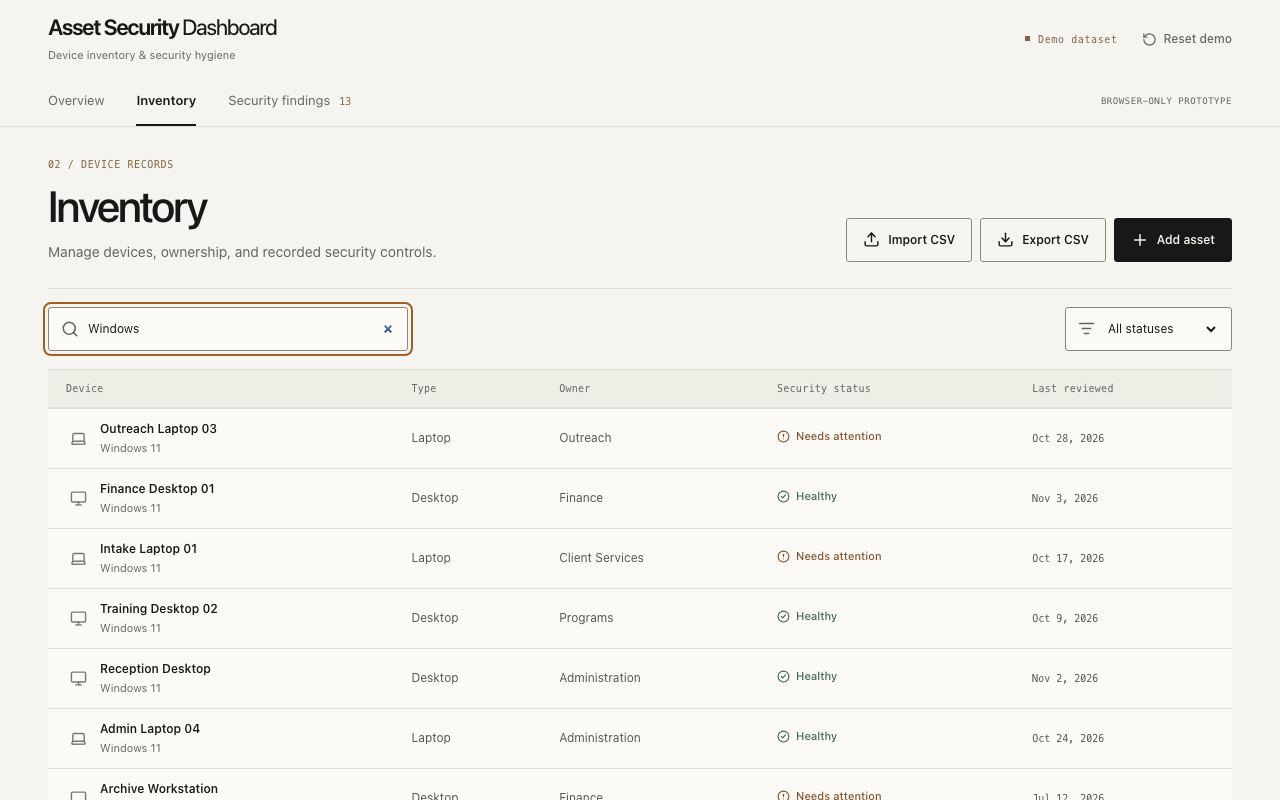 Asset Security Dashboard
Device inventory & security hygiene
Demo dataset
Reset demo
Overview
Inventory
Security findings 13
BROWSER-ONLY PROTOTYPE
02 / DEVICE RECORDS
Inventory
Manage devices, ownership, and recorded security controls.
Import CSV
Export CSV
Add asset
Windows
All statuses
Device Type Owner Security status Last reviewed
Outreach Laptop 03
Windows 11
Laptop Outreach Needs attention Oct 28, 2026
Finance Desktop 01
Windows 11
Desktop Finance Healthy Nov 3, 2026
Intake Laptop 01
Windows 11
Laptop Client Services Needs attention Oct 17, 2026
Training Desktop 02
Windows 11
Desktop Programs Healthy Oct 9, 2026
Reception Desktop
Windows 11
Desktop Administration Healthy Nov 2, 2026
Admin Laptop 04
Windows 11
Laptop Administration Healthy Oct 24, 2026
Archive Workstation
Desktop Finance Needs attention Jul 12, 2026